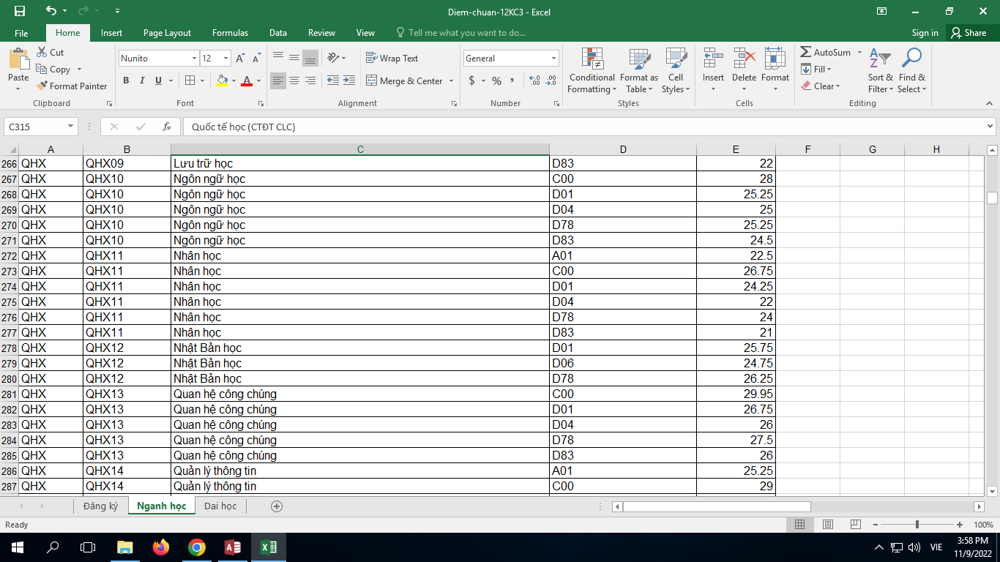 Diem-chuan-12KC3 - Excel
File Home Insert Page Layout Formulas Data Review View Tell me what you want to do... Sign in Share
Paste Cut Copy Format Painter Clipboard
Nunito 12 B I U A Font
Wrap Text Merge & Center Alignment
General $ % , Number
Conditional Formatting Format as Table Cell Styles Styles
Insert Delete Format Cells
AutoSum Fill Clear Sort & Filter Find & Select Editing
C315 fx Quốc tế học (CTĐT CLC)
A B C D E F G H
266 QHX QHX09 Lưu trữ học D83 22
267 QHX QHX10 Ngôn ngữ học C00 28
268 QHX QHX10 Ngôn ngữ học D01 25.25
269 QHX QHX10 Ngôn ngữ học D04 25
270 QHX QHX10 Ngôn ngữ học D78 25.25
271 QHX QHX10 Ngôn ngữ học D83 24.5
272 QHX QHX11 Nhân học A01 22.5
273 QHX QHX11 Nhân học C00 26.75
274 QHX QHX11 Nhân học D01 24.25
275 QHX QHX11 Nhân học D04 22
276 QHX QHX11 Nhân học D78 24
277 QHX QHX11 Nhân học D83 21
278 QHX QHX12 Nhật Bản học D01 25.75
279 QHX QHX12 Nhật Bản học D06 24.75
280 QHX QHX12 Nhật Bản học D78 26.25
281 QHX QHX13 Quan hệ công chúng C00 29.95
282 QHX QHX13 Quan hệ công chúng D01 26.75
283 QHX QHX13 Quan hệ công chúng D04 26
284 QHX QHX13 Quan hệ công chúng D78 27.5
285 QHX QHX13 Quan hệ công chúng D83 26
286 QHX QHX14 Quản lý thông tin A01 25.25
287 QHX QHX14 Quản lý thông tin C00 29
Đăng ký Nganh học Dai học
Ready 100%
VIE 3:58 PM
11/9/2022